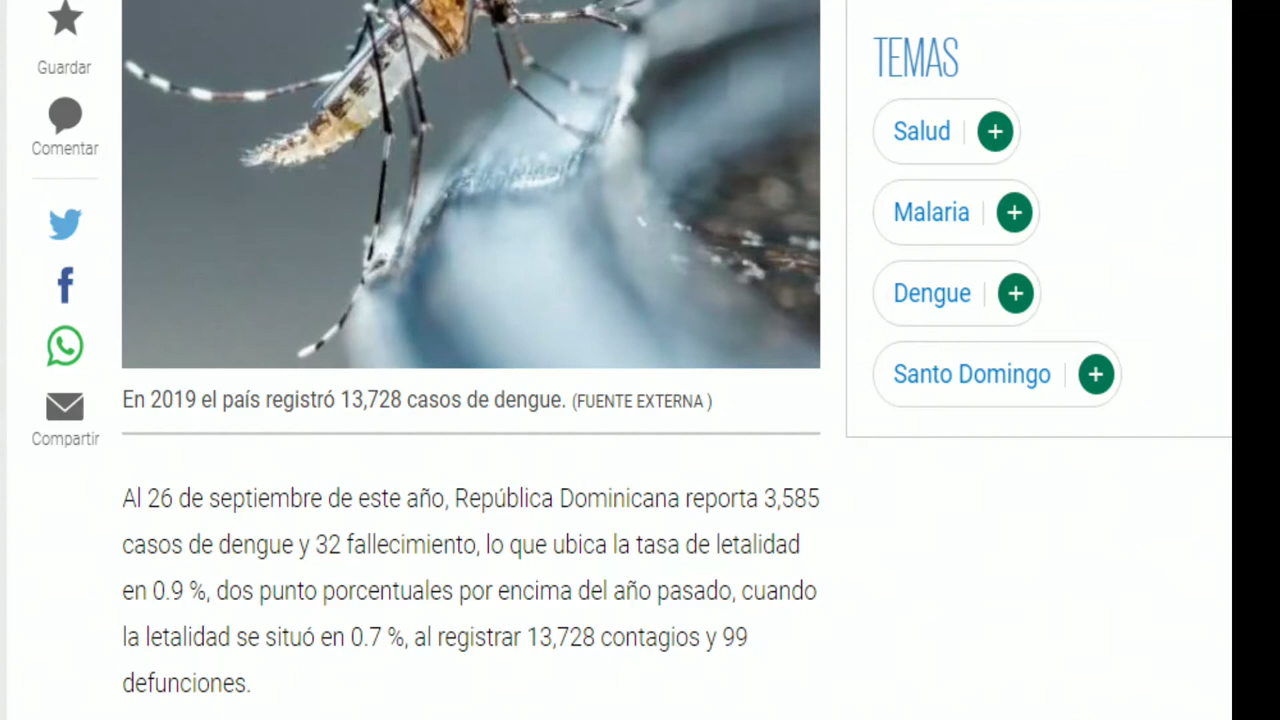 Guardar
Comentar
Compartir
En 2019 el país registró 13,728 casos de dengue. (FUENTE EXTERNA )
Al 26 de septiembre de este año, República Dominicana reporta 3,585
casos de dengue y 32 fallecimiento, lo que ubica la tasa de letalidad
en 0.9 %, dos punto porcentuales por encima del año pasado, cuando
la letalidad se situó en 0.7 %, al registrar 13,728 contagios y 99
defunciones.
TEMAS
Salud
Malaria
Dengue
Santo Domingo